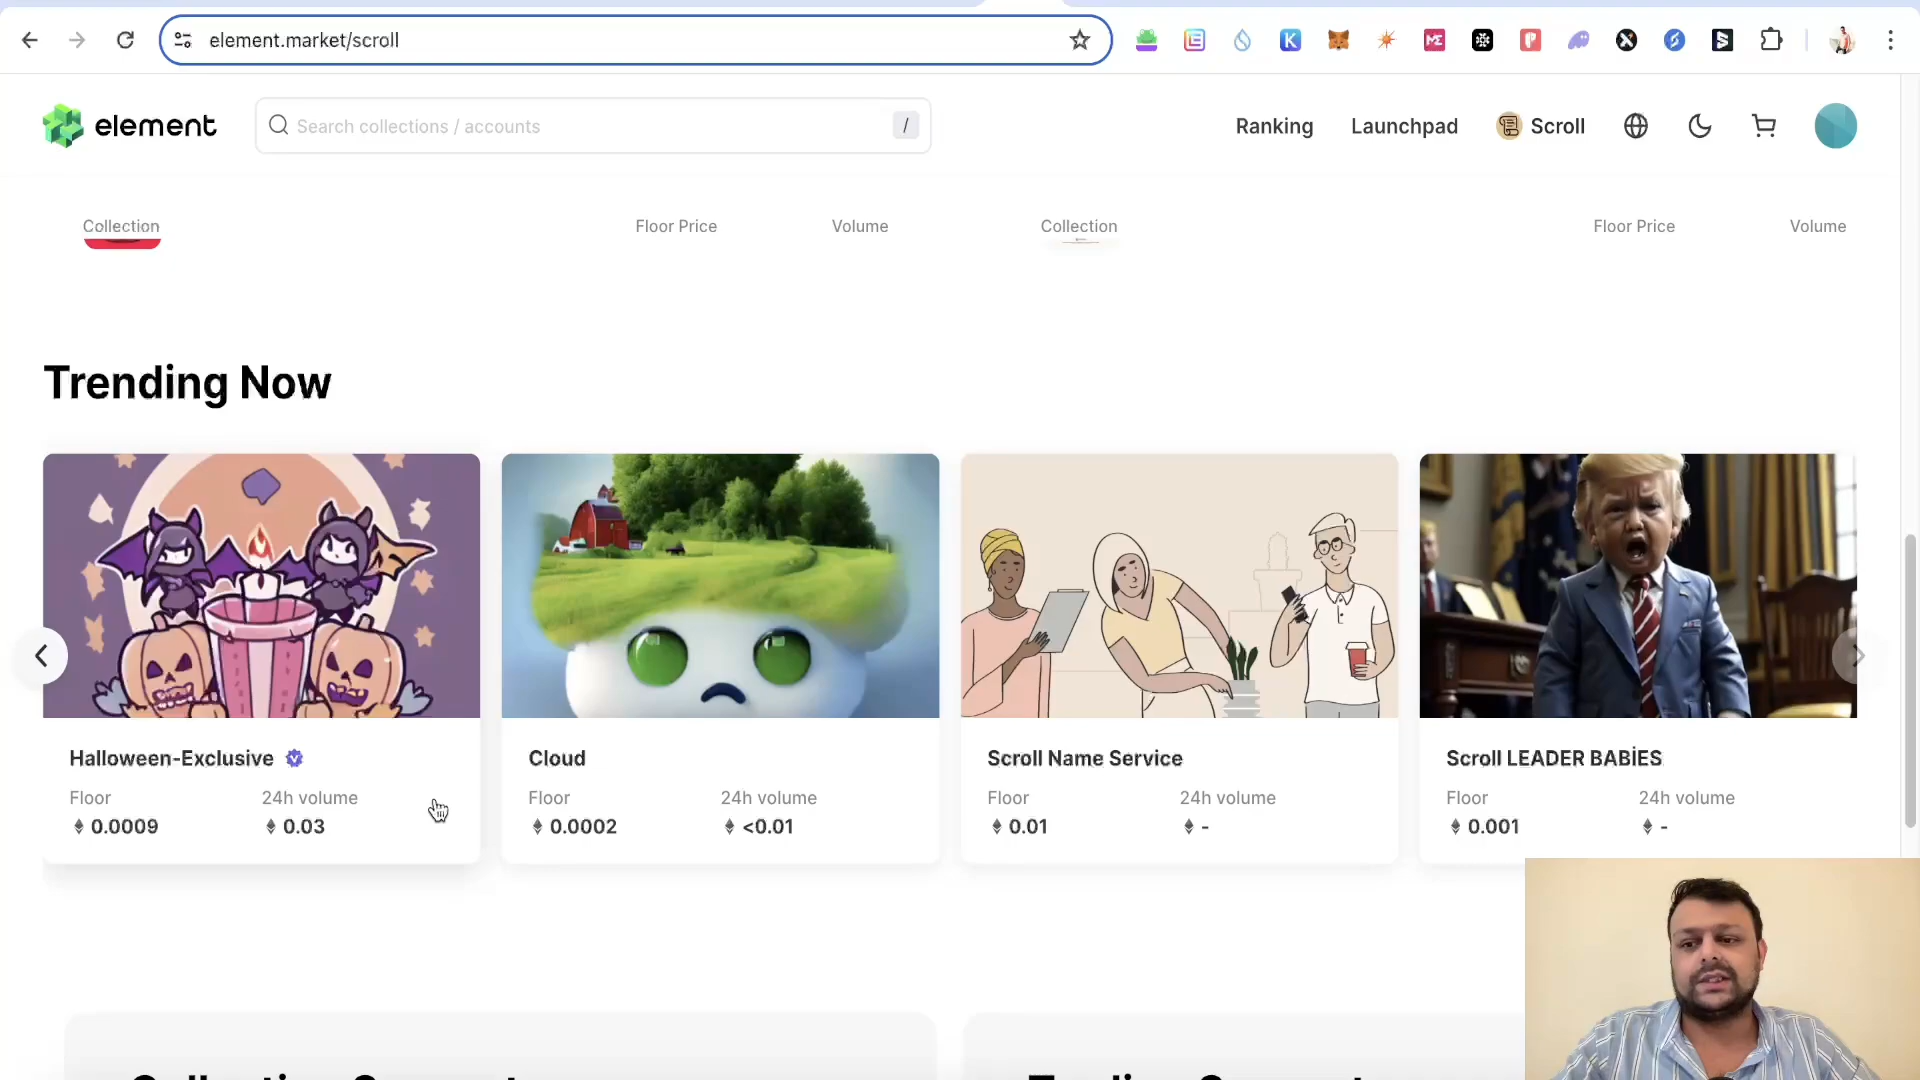 element.market/scroll
element
Search collections / accounts
/
Ranking
Launchpad
Scroll
Collection
Floor Price
Volume
Collection
Floor Price
Volume
Trending Now
Halloween-Exclusive
Floor
24h volume
0.0009
0.03
Cloud
Floor
24h volume
0.0002
<0.01
Scroll Name Service
Floor
24h volume
0.01
-
Scroll LEADER BABİES
Floor
24h volume
0.001
-